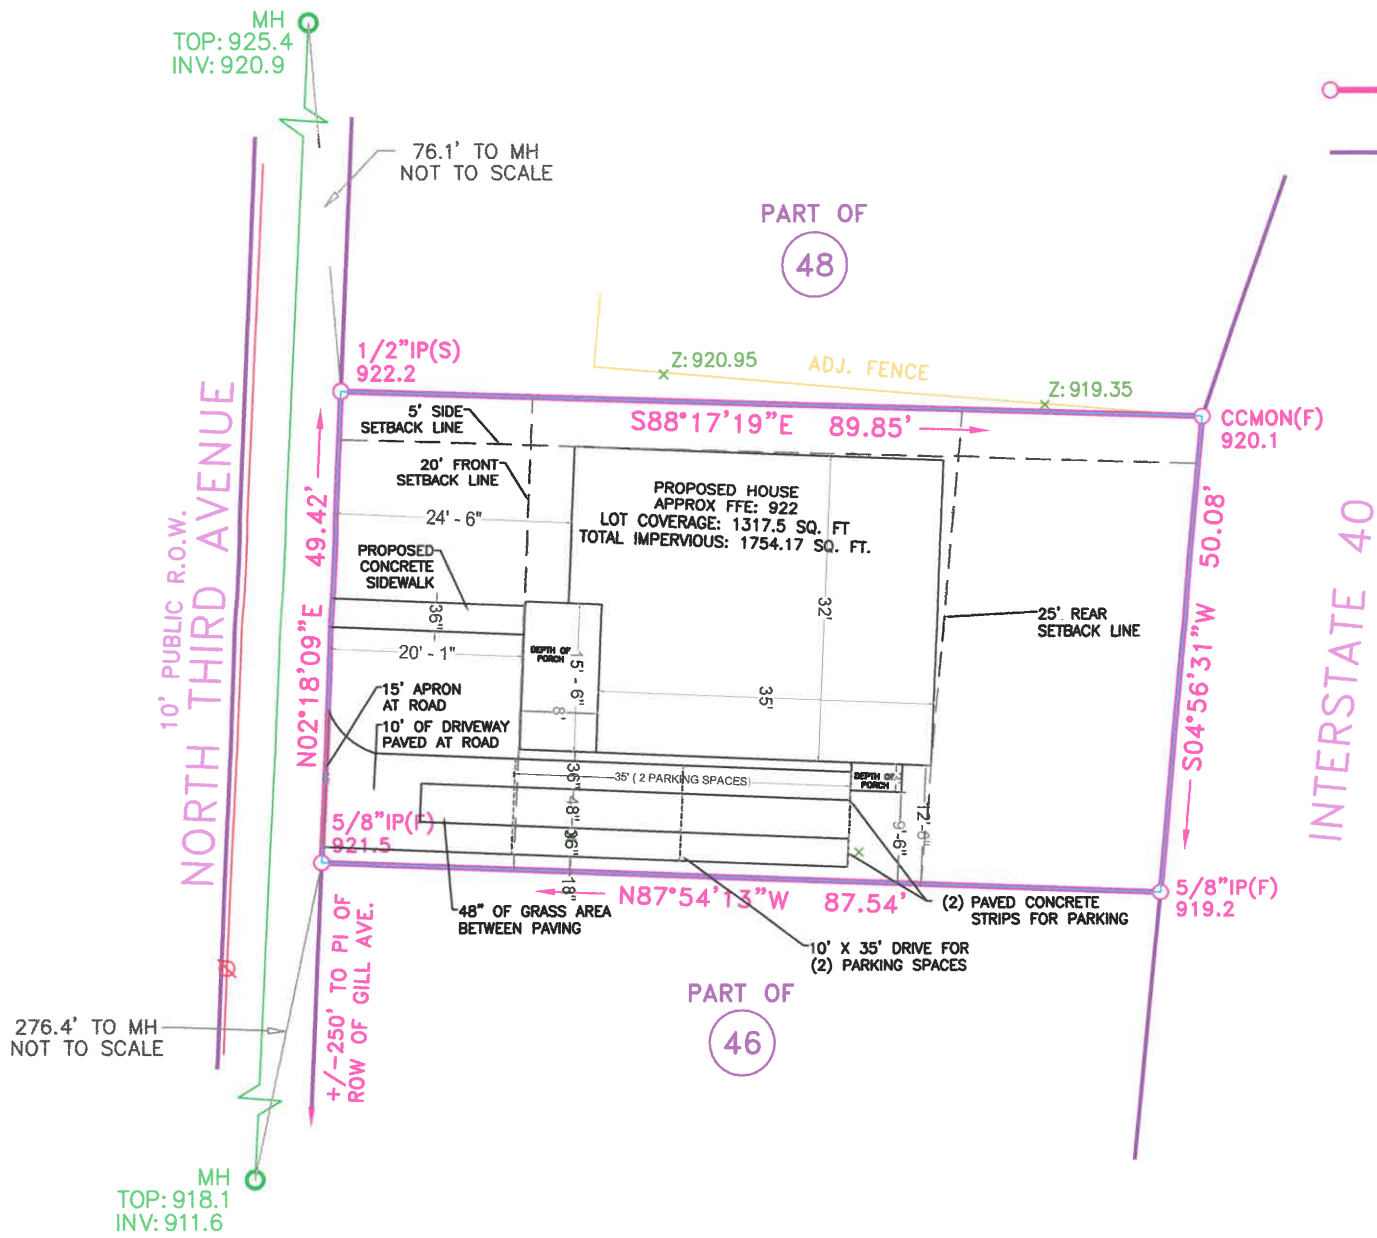 MH
TOP: 925.4
INV: 920.9
76.1' TO MH
NOT TO SCALE
PART OF
48
1/2"IP(S)
922.2
Z: 920.95
ADJ. FENCE
Z: 919.35
5' SIDE
SETBACK LINE
S88°17'19"E 89.85'
CCMON(F)
920.1
20' FRONT
SETBACK LINE
24' - 6"
PROPOSED HOUSE
APPROX FFE: 922
LOT COVERAGE: 1317.5 SQ. FT
TOTAL IMPERVIOUS: 1754.17 SQ. FT.
10' PUBLIC R.O.W.
NORTH THIRD AVENUE
N02°18'09"E 49.42'
PROPOSED
CONCRETE
SIDEWALK
36"
20' - 1"
DEPTH OF
PORCH
15' - 6"
8'
32'
35'
25' REAR
SETBACK LINE
S04°56'31"W 50.08'
INTERSTATE 40
15' APRON
AT ROAD
10' OF DRIVEWAY
PAVED AT ROAD
35' ( 2 PARKING SPACES)
DEPTH OF
PORCH
36"
48"
36"
18"
9'-6"
5/8"IP(F)
921.5
N87°54'13"W 87.54'
5/8"IP(F)
919.2
48" OF GRASS AREA
BETWEEN PAVING
(2) PAVED CONCRETE
STRIPS FOR PARKING
10' X 35' DRIVE FOR
(2) PARKING SPACES
+/-250' TO PI OF
ROW OF GILL AVE.
PART OF
46
276.4' TO MH
NOT TO SCALE
MH
TOP: 918.1
INV: 911.6